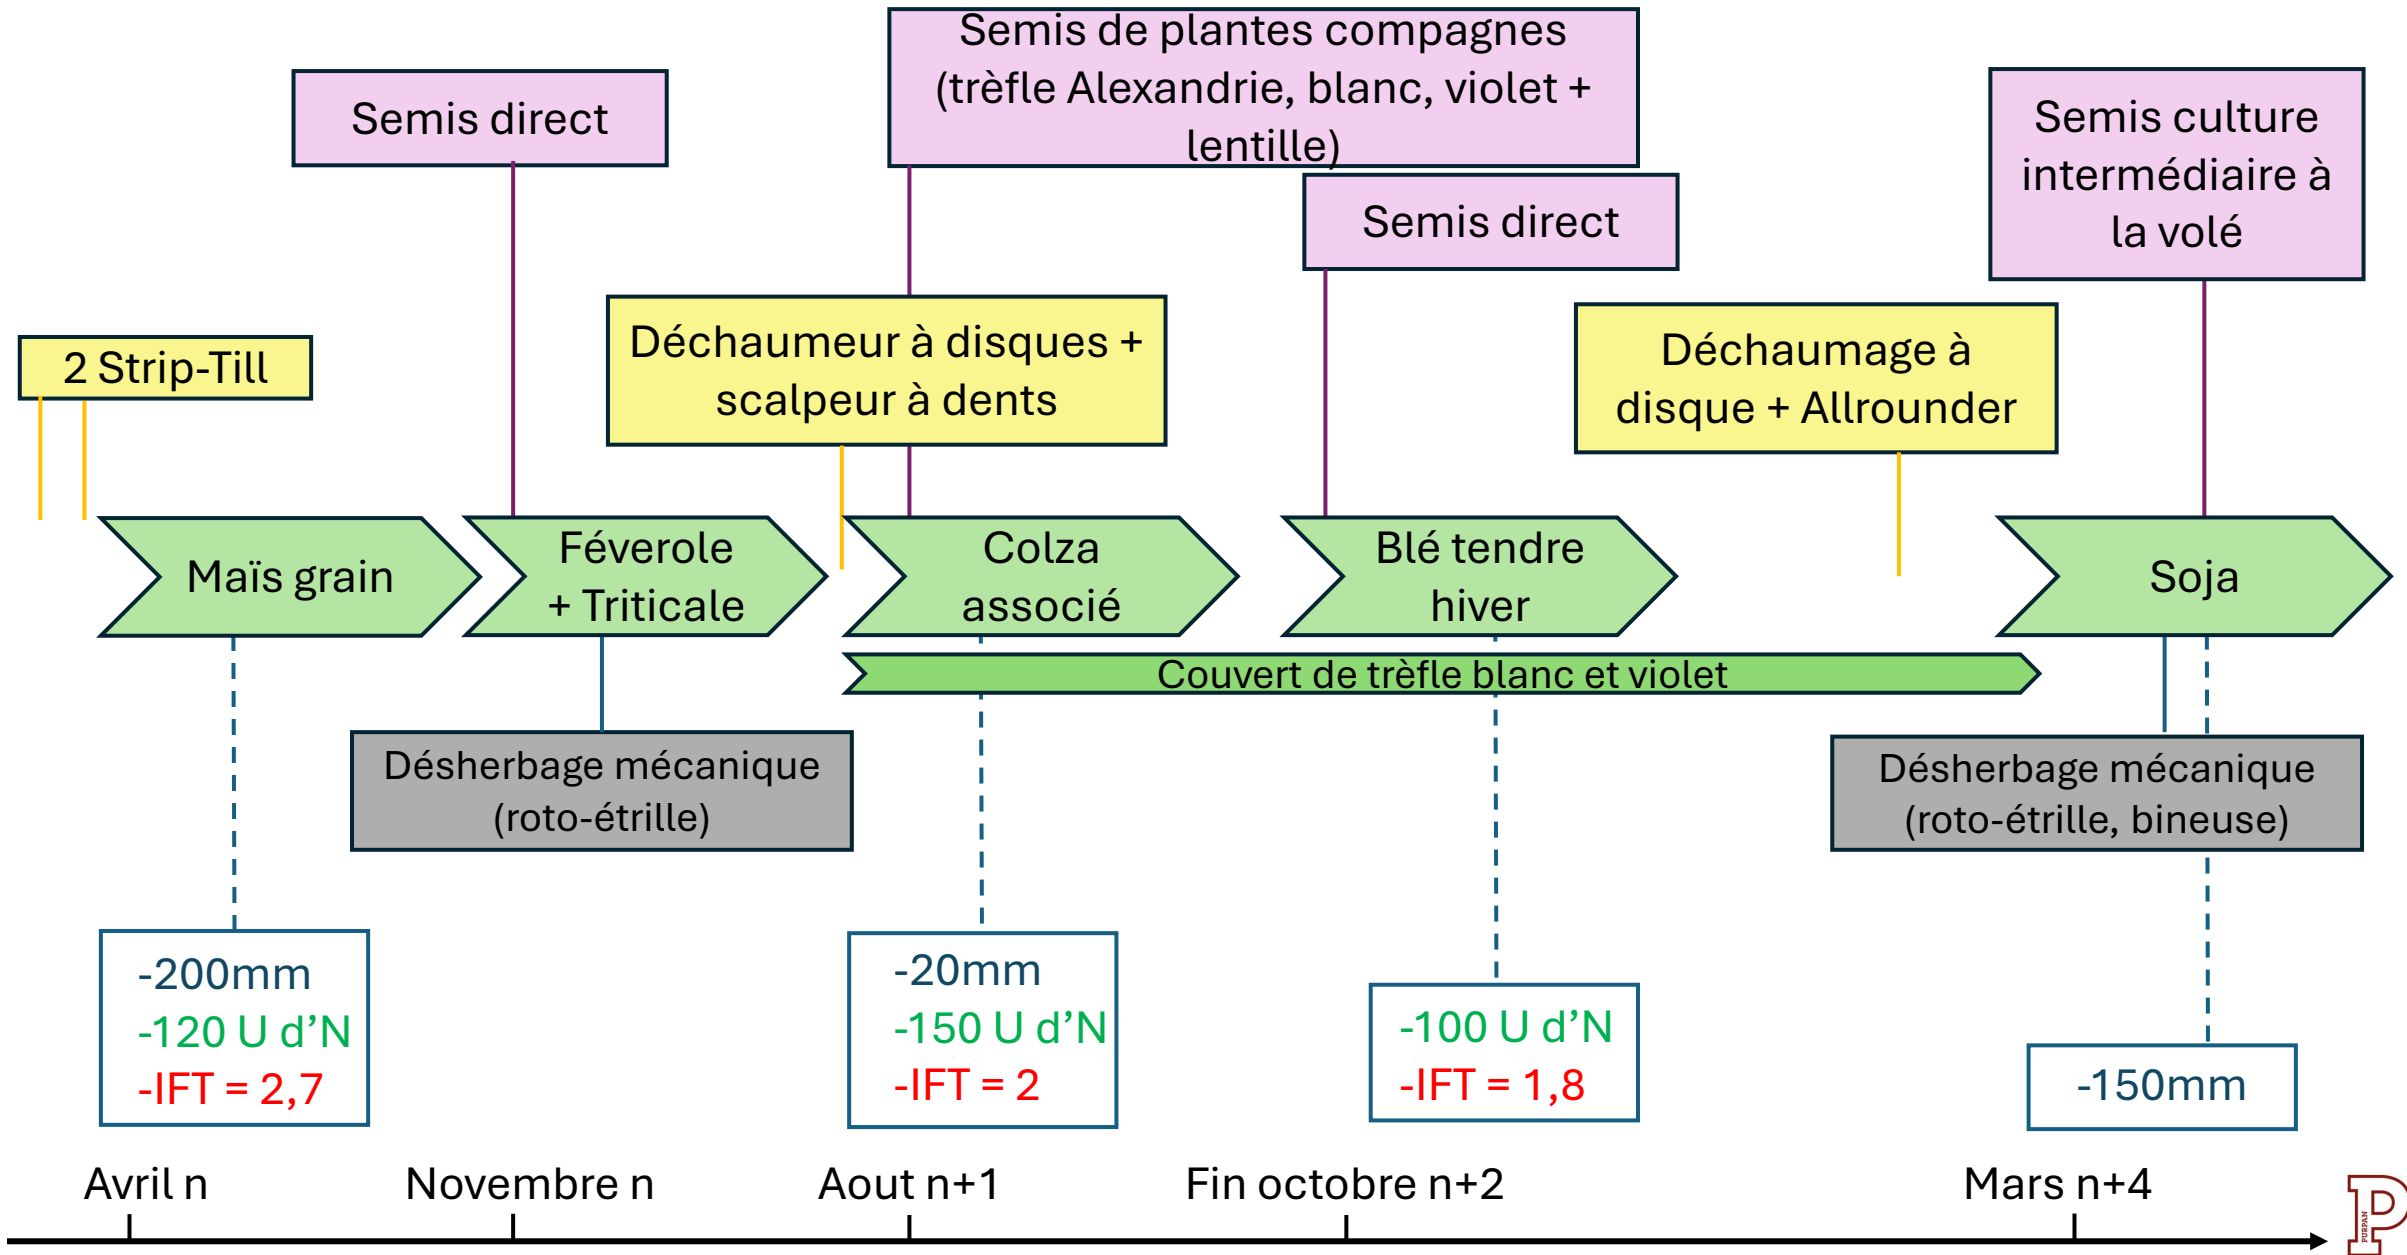 Semis de plantes compagnes
(trèfle Alexandrie, blanc, violet +
lentille)
Semis direct
Semis culture
intermédiaire à
la volé
Semis direct
2 Strip-Till
Déchaumeur à disques +
scalpeur à dents
Déchaumage à
disque + Allrounder
Maïs grain
Féverole
+ Triticale
Colza
associé
Blé tendre
hiver
Soja
Couvert de trèfle blanc et violet
Désherbage mécanique
(roto-étrille)
Désherbage mécanique
(roto-étrille, bineuse)
-200mm
-120 U d’N
-IFT = 2,7
-20mm
-150 U d’N
-IFT = 2
-100 U d’N
-IFT = 1,8
-150mm
Avril n
Novembre n
Aout n+1
Fin octobre n+2
Mars n+4
P
PURPAN